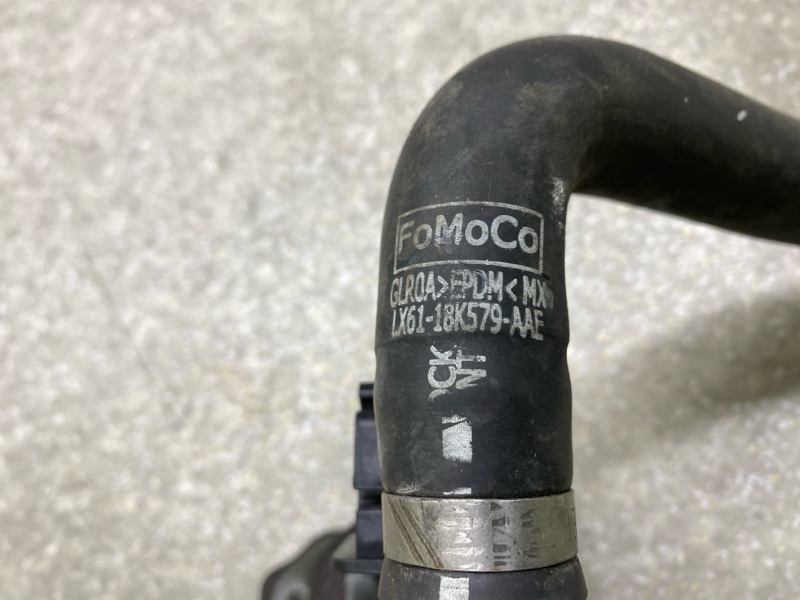 FoMoCo
GLR0A>EPDM< MX
LX61-18K579-AAE